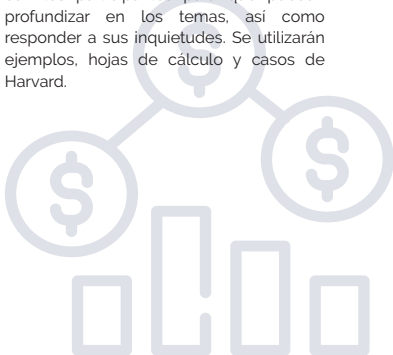 profundizar en los temas, así como
responder a sus inquietudes. Se utilizarán
ejemplos, hojas de cálculo y casos de
Harvard.